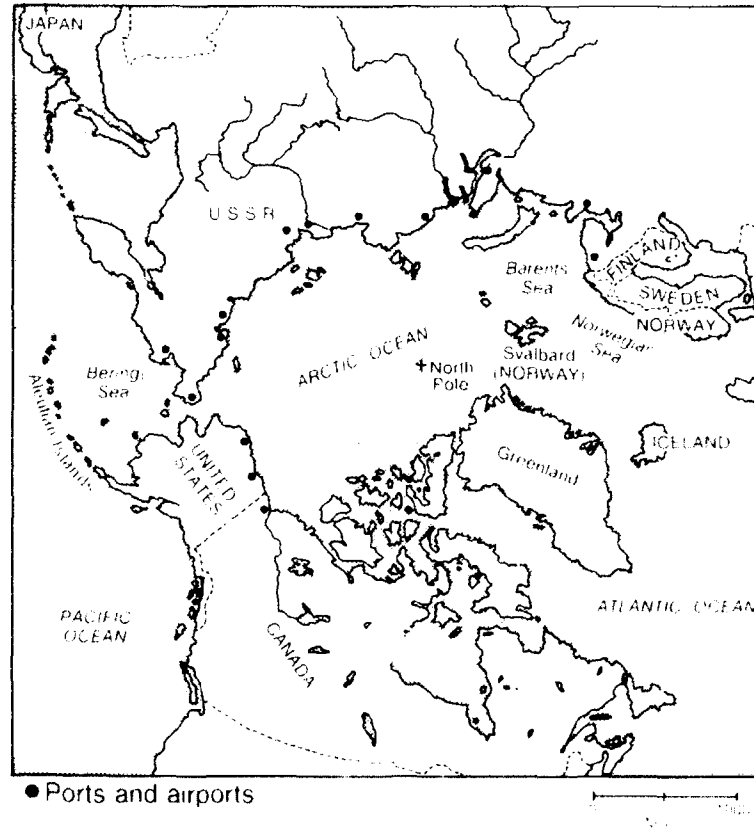 JAPAN
U S S R
Barents
Sea
FINLAND
SWEDEN
NORWAY
Norwegian
Sea
ARCTIC OCEAN
North
Pole
Svalbard
(NORWAY)
Bering
Sea
Aleutian Islands
UNITED
STATES
Greenland
ICELAND
PACIFIC
OCEAN
CANADA
ATLANTIC OCEAN
Ports and airports